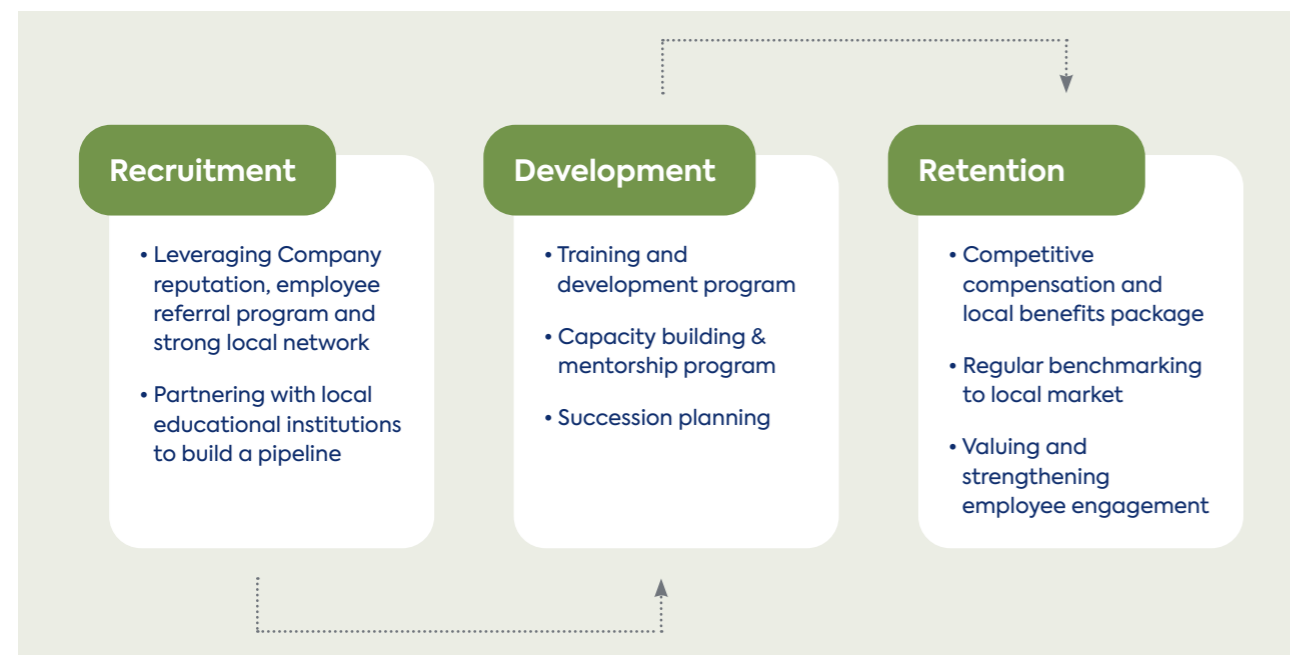 Recruitment
• Leveraging Company
reputation, employee
referral program and
strong local network
• Partnering with local
educational institutions
to build a pipeline
Development
• Training and
development program
• Capacity building &
mentorship program
• Succession planning
Retention
• Competitive
compensation and
local benefits package
• Regular benchmarking
to local market
• Valuing and
strengthening
employee engagement